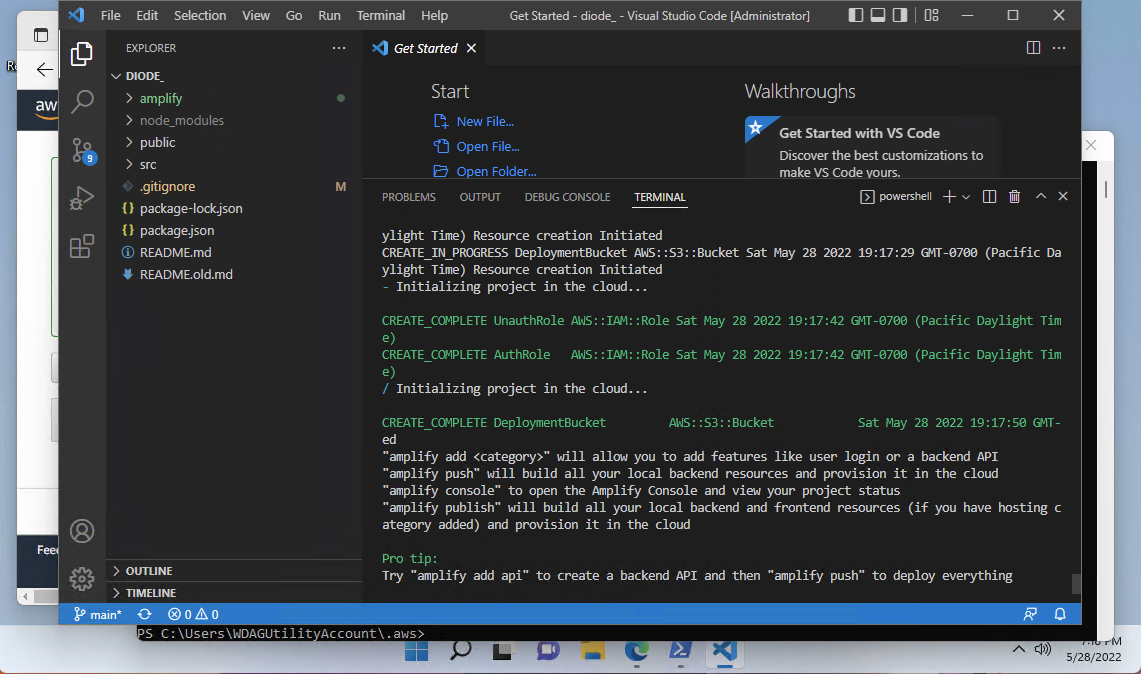 File Edit Selection View Go Run Terminal Help Get Started - diode_ - Visual Studio Code [Administrator]
EXPLORER
Get Started
Re
aws
DIODE_
amplify
node_modules
public
src
.gitignore M
{} package-lock.json
{} package.json
README.md
README.old.md
9
Start
New File...
Open File...
Open Folder...
Walkthroughs
Get Started with VS Code
Discover the best customizations to
make VS Code yours.
PROBLEMS OUTPUT DEBUG CONSOLE TERMINAL powershell
ylight Time) Resource creation Initiated
CREATE_IN_PROGRESS DeploymentBucket AWS::S3::Bucket Sat May 28 2022 19:17:29 GMT-0700 (Pacific Da
ylight Time) Resource creation Initiated
- Initializing project in the cloud...
CREATE_COMPLETE UnauthRole AWS::IAM::Role Sat May 28 2022 19:17:42 GMT-0700 (Pacific Daylight Tim
e)
CREATE_COMPLETE AuthRole AWS::IAM::Role Sat May 28 2022 19:17:42 GMT-0700 (Pacific Daylight Tim
e)
/ Initializing project in the cloud...
CREATE_COMPLETE DeploymentBucket AWS::S3::Bucket Sat May 28 2022 19:17:50 GMT-
ed
"amplify add <category>" will allow you to add features like user login or a backend API
"amplify push" will build all your local backend resources and provision it in the cloud
"amplify console" to open the Amplify Console and view your project status
"amplify publish" will build all your local backend and frontend resources (if you have hosting c
ategory added) and provision it in the cloud
Pro tip:
Try "amplify add api" to create a backend API and then "amplify push" to deploy everything
Fee
OUTLINE
TIMELINE
main* 0 0
PS C:\Users\WDAGUtilityAccount\.aws>
PM
5/28/2022